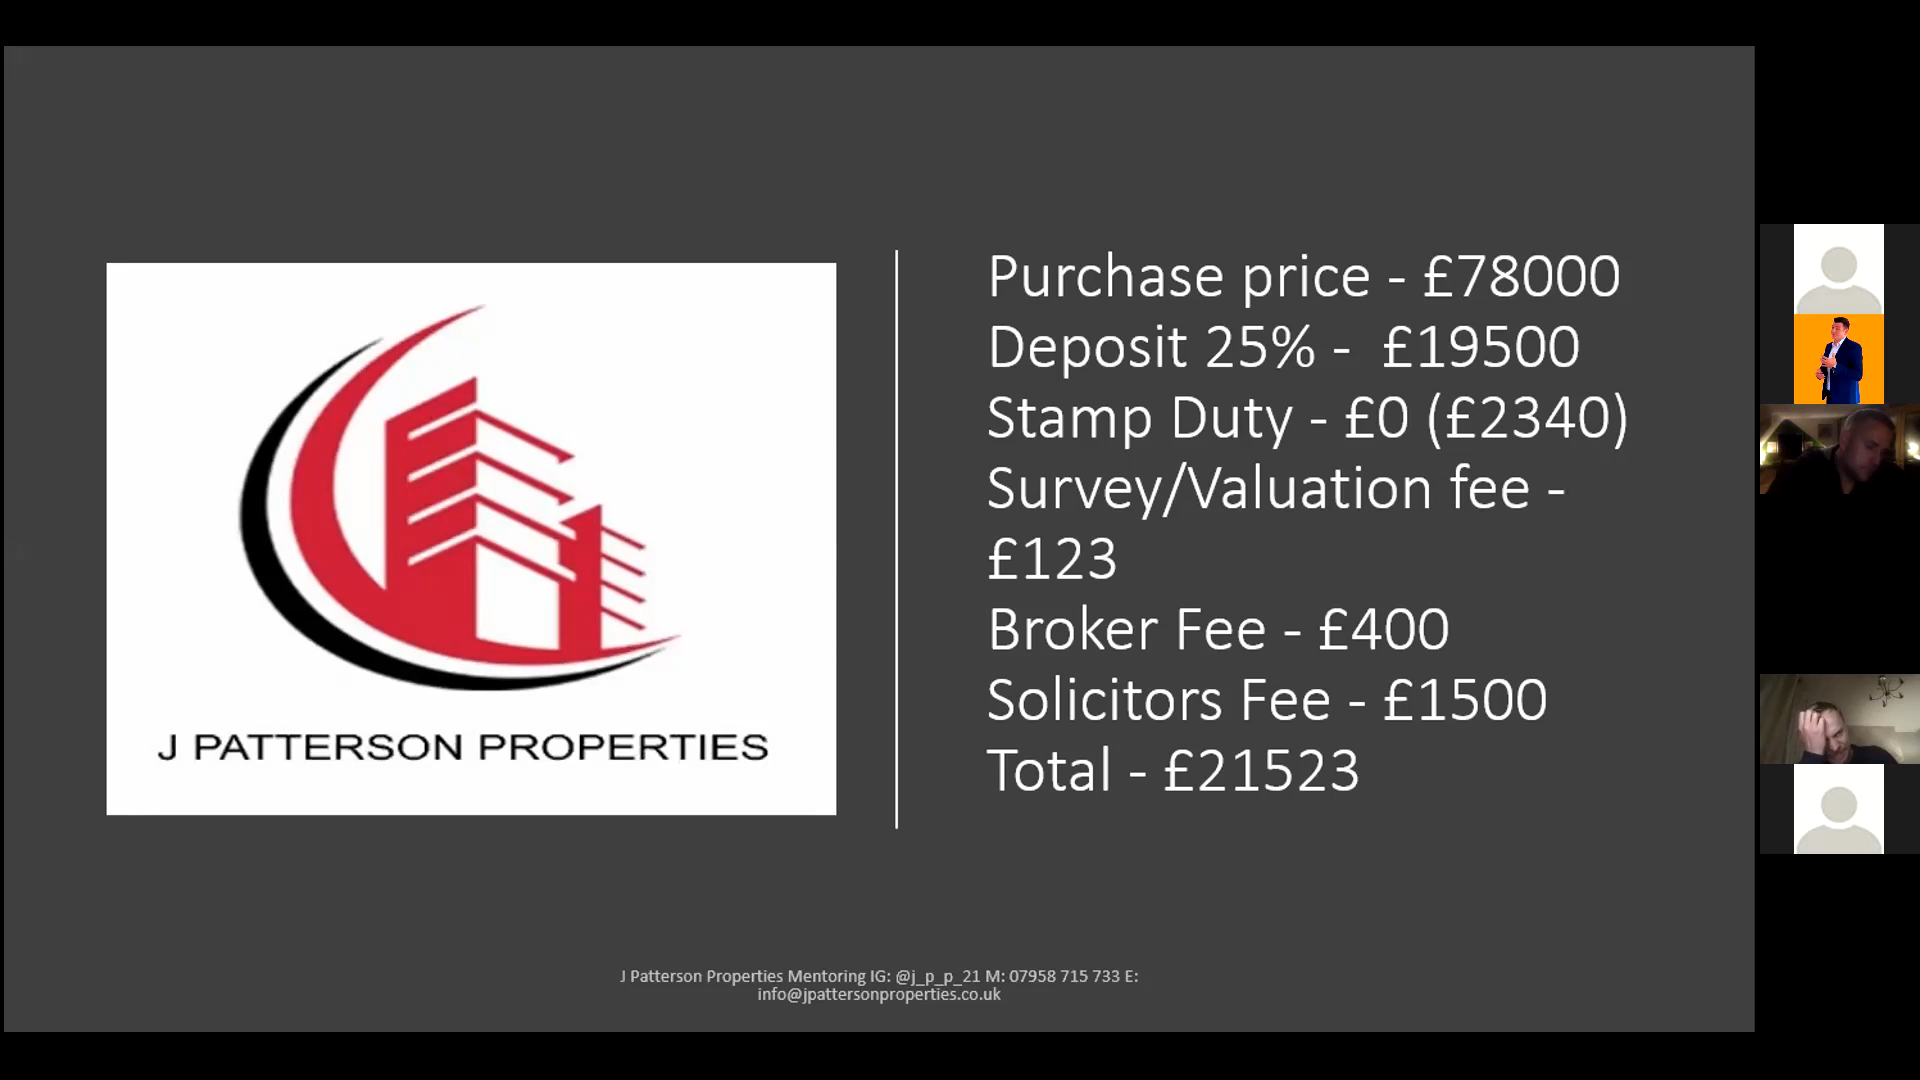 J PATTERSON PROPERTIES
Purchase price - £78000
Deposit 25% - £19500
Stamp Duty - £0 (£2340)
Survey/Valuation fee -
£123
Broker Fee - £400
Solicitors Fee - £1500
Total - £21523
J Patterson Properties Mentoring IG: @j_p_p_21 M: 07958 715 733 E:
info@jpattersonproperties.co.uk